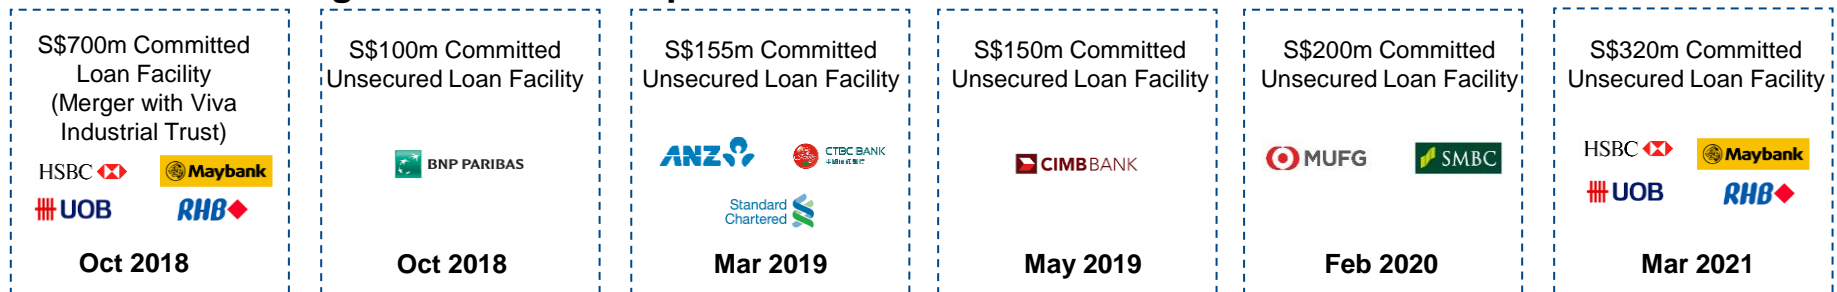 S$700m Committed
Loan Facility
(Merger with Viva
Industrial Trust)
HSBC
Maybank
UOB
RHB
Oct 2018
S$100m Committed
Unsecured Loan Facility
BNP PARIBAS
Oct 2018
S$155m Committed
Unsecured Loan Facility
ANZ
CTBC BANK
Standard
Chartered
Mar 2019
S$150m Committed
Unsecured Loan Facility
CIMB BANK
May 2019
S$200m Committed
Unsecured Loan Facility
MUFG
SMBC
Feb 2020
S$320m Committed
Unsecured Loan Facility
HSBC
Maybank
UOB
RHB
Mar 2021